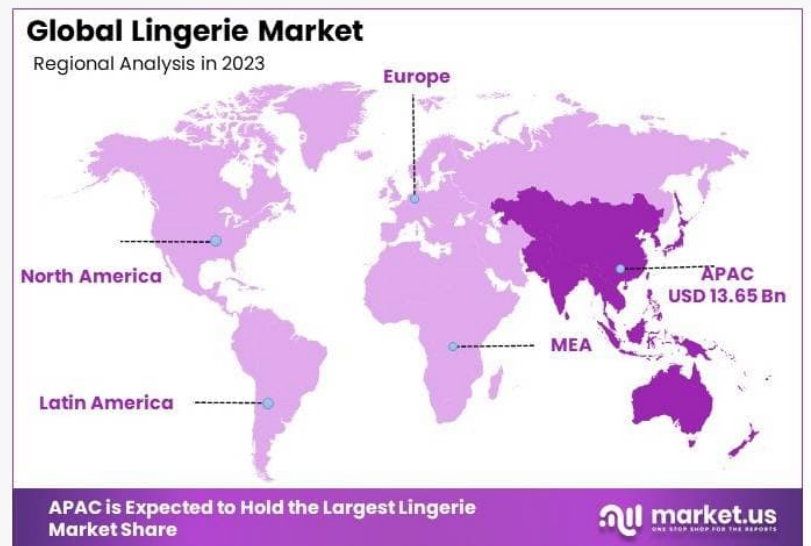 Global Lingerie Market
Regional Analysis in 2023
Europe
North America
APAC
USD 13.65 Bn
MEA
Latin America
APAC is Expected to Hold the Largest Lingerie
Market Share
market.us
ONE STOP SHOP FOR THE REPORTS